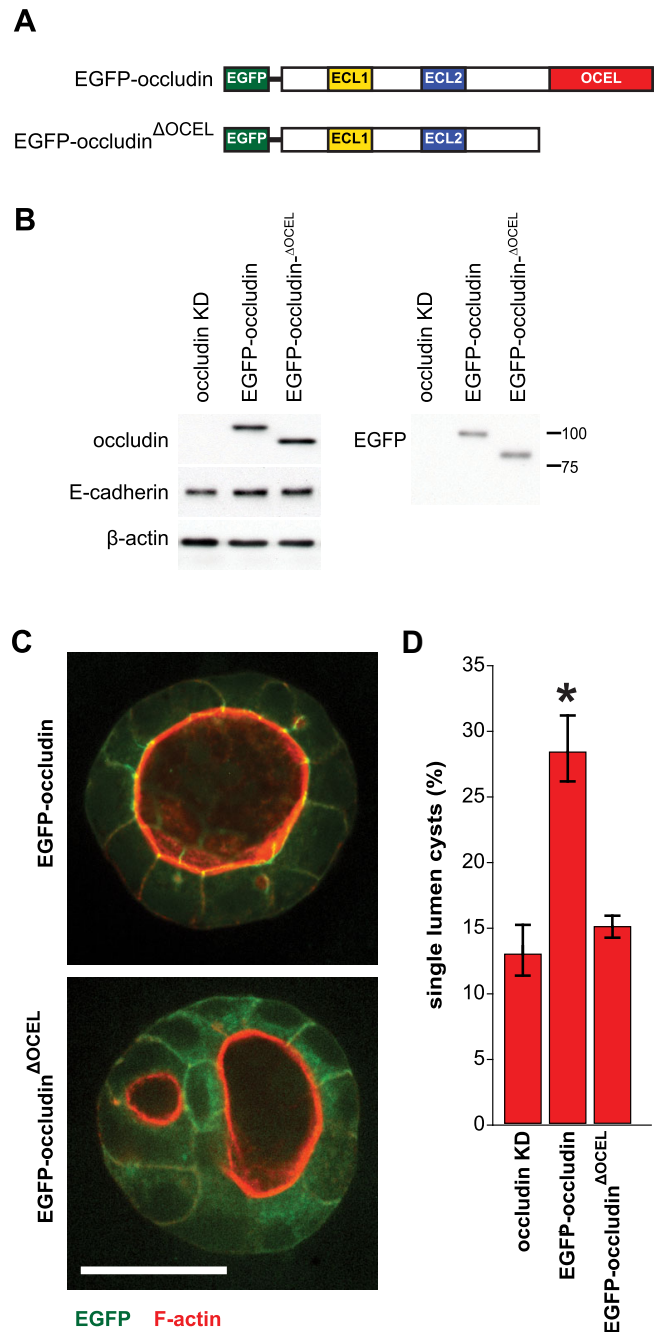 A
EGFP-occludin EGFP ECL1 ECL2 OCEL
EGFP-occludinΔOCEL EGFP ECL1 ECL2
B
occludin KD EGFP-occludin EGFP-occludin-ΔOCEL
occludin KD EGFP-occludin EGFP-occludin-ΔOCEL
occludin
E-cadherin
β-actin
EGFP
100
75
C
EGFP-occludin
EGFP-occludinΔOCEL
EGFP F-actin
D
single lumen cysts (%)
35
30
25
20
15
10
5
0
*
occludin KD
EGFP-occludin
EGFP-occludinΔOCEL